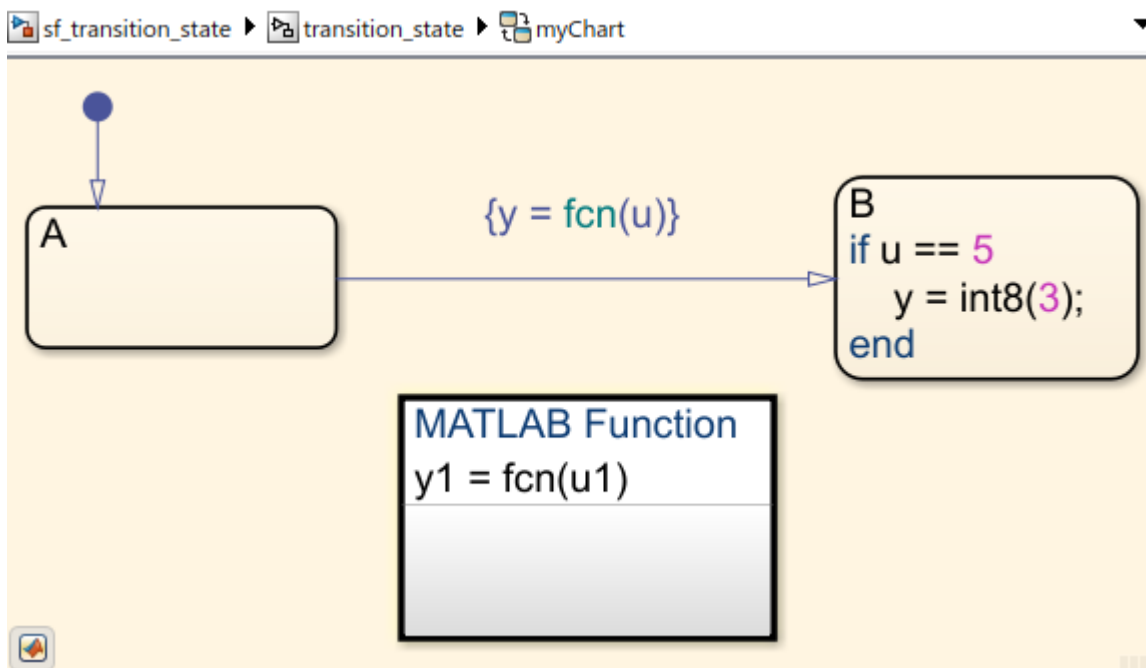 sf_transition_state transition_state myChart
A
{y = fcn(u)}
B
if u == 5
y = int8(3);
end
MATLAB Function
y1 = fcn(u1)